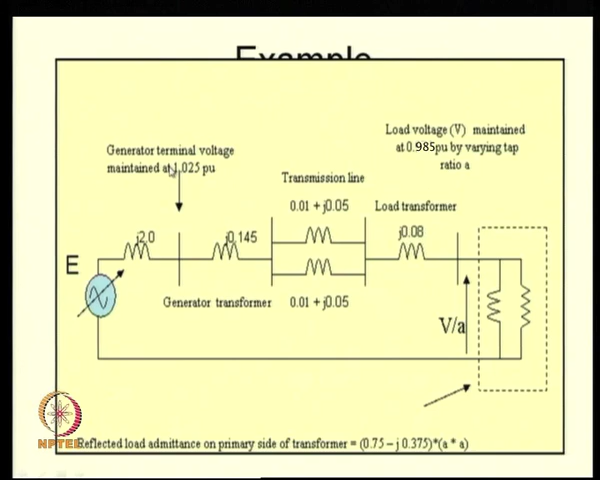 Example
Generator terminal voltage
maintained at 1.025 pu
Load voltage (V) maintained
at 0.985pu by varying tap
ratio a
Transmission line
0.01 + j0.05
Load transformer
j2.0
j0.145
j0.08
E
Generator transformer
0.01 + j0.05
V/a
NPTEL
Reflected load admittance on primary side of transformer = (0.75 – j 0.375)*(a * a)